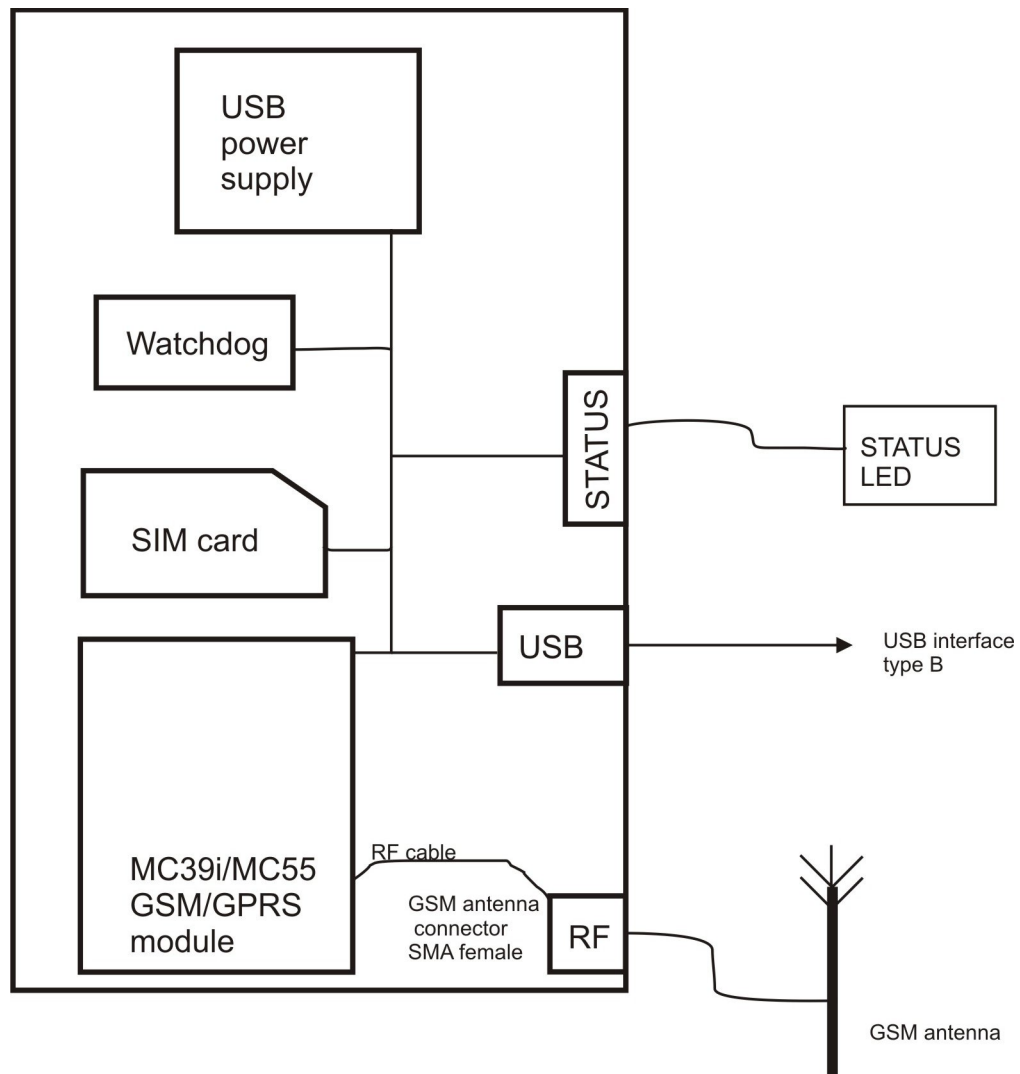 USB
power
supply
Watchdog
STATUS
STATUS
LED
SIM card
USB
USB interface
type B
MC39i/MC55
GSM/GPRS
module
RF cable
GSM antenna
connector
SMA female
RF
GSM antenna